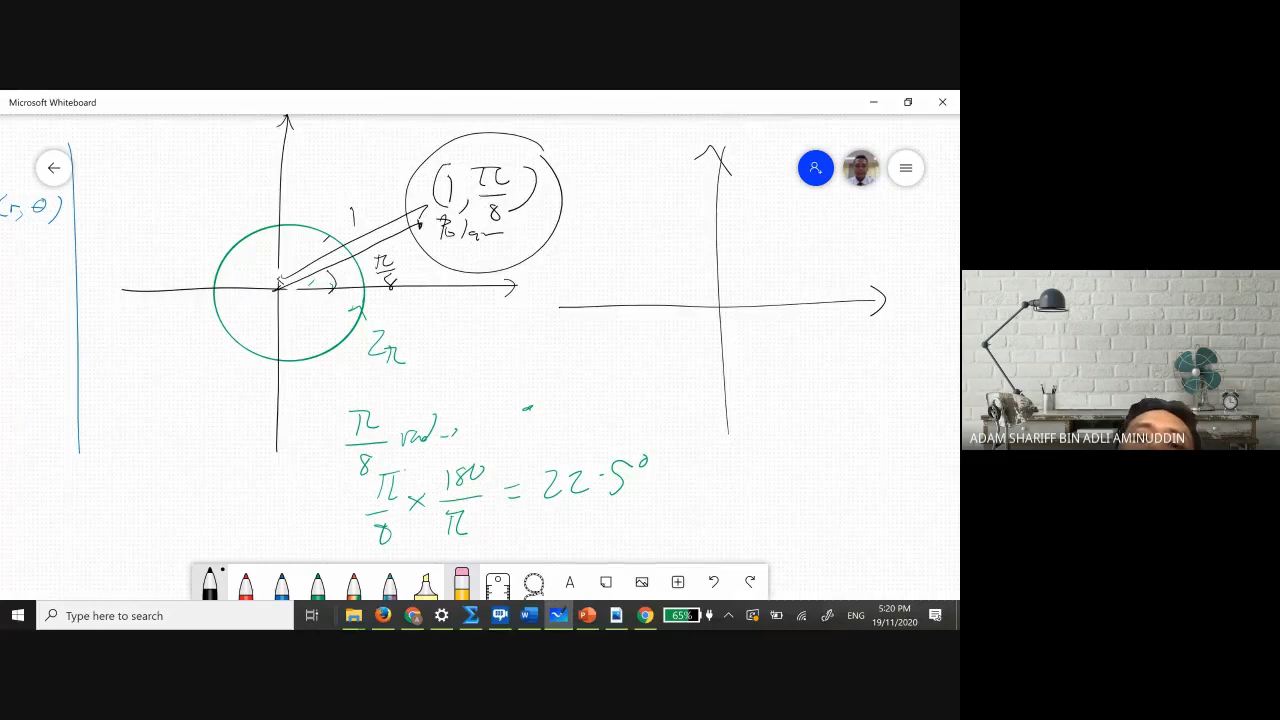 Microsoft Whiteboard
(r, θ)
1
(1, π/8)
Polar
π/8
2π
π/8 rad →
π/8 × 180/π = 22.5°
ADAM SHARIFF BIN ADLI AMINUDDIN
A
Type here to search
65%
ENG
5:20 PM
19/11/2020